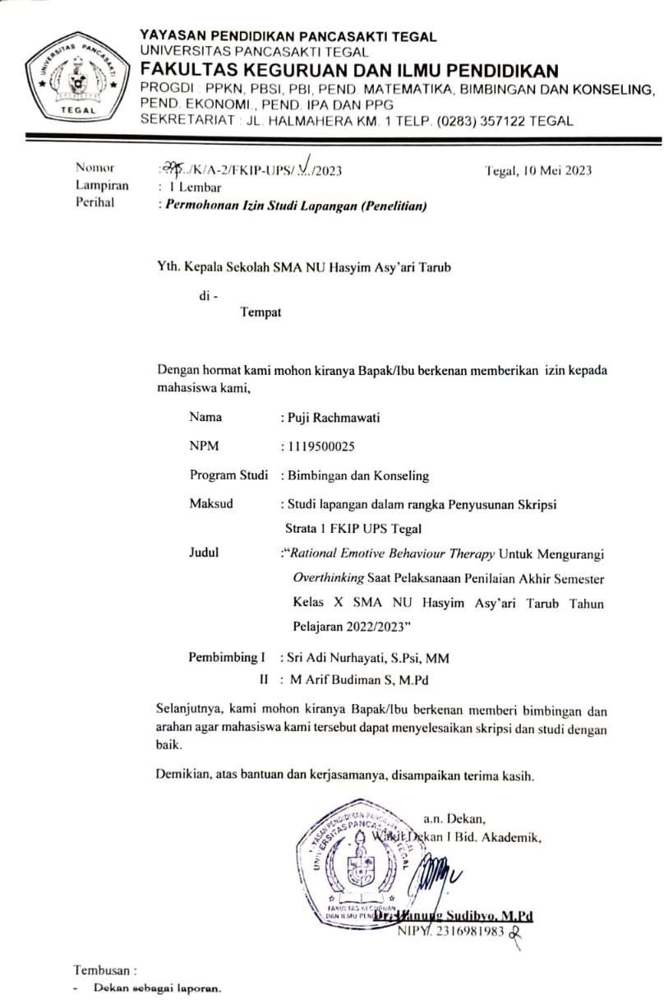 YAYASAN PENDIDIKAN PANCASAKTI TEGAL
UNIVERSITAS PANCASAKTI TEGAL
FAKULTAS KEGURUAN DAN ILMU PENDIDIKAN
PROGDI : PPKN, PBSI, PBI, PEND. MATEMATIKA, BIMBINGAN DAN KONSELING,
PEND. EKONOMI., PEND. IPA DAN PPG
SEKRETARIAT : JL. HALMAHERA KM. 1 TELP. (0283) 357122 TEGAL
UNIVERSITAS PANCASAKTI
TEGAL
Nomor : /K/A-2/FKIP-UPS/.V../2023 Tegal, 10 Mei 2023
Lampiran : 1 Lembar
Perihal : Permohonan Izin Studi Lapangan (Penelitian)
Yth. Kepala Sekolah SMA NU Hasyim Asy'ari Tarub
di -
Tempat
Dengan hormat kami mohon kiranya Bapak/Ibu berkenan memberikan izin kepada
mahasiswa kami,
Nama : Puji Rachmawati
NPM : 1119500025
Program Studi : Bimbingan dan Konseling
Maksud : Studi lapangan dalam rangka Penyusunan Skripsi
Strata 1 FKIP UPS Tegal
Judul :"Rational Emotive Behaviour Therapy Untuk Mengurangi
Overthinking Saat Pelaksanaan Penilaian Akhir Semester
Kelas X SMA NU Hasyim Asy'ari Tarub Tahun
Pelajaran 2022/2023"
Pembimbing I : Sri Adi Nurhayati, S.Psi, MM
II : M Arif Budiman S, M.Pd
Selanjutnya, kami mohon kiranya Bapak/Ibu berkenan memberi bimbingan dan
arahan agar mahasiswa kami tersebut dapat menyelesaikan skripsi dan studi dengan
baik.
Demikian, atas bantuan dan kerjasamanya, disampaikan terima kasih.
a.n. Dekan,
Wakil Dekan I Bid. Akademik,
YAYASAN PENDIDIKAN PANCASAKTI
UNIVERSITAS PANCASAKTI TEGAL
FAKULTAS KEGURUAN
DAN ILMU PENDIDIKAN
Dr. Hanung Sudibyo, M.Pd
NIPY. 2316981983
Tembusan :
- Dekan sebagai laporan.